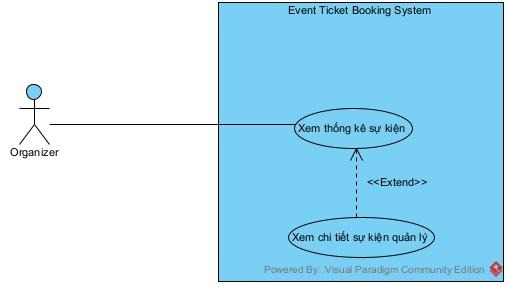 Event Ticket Booking System
Xem thống kê sự kiện
Organizer
<<Extend>>
Xem chi tiết sự kiện quản lý
Powered By Visual Paradigm Community Edition